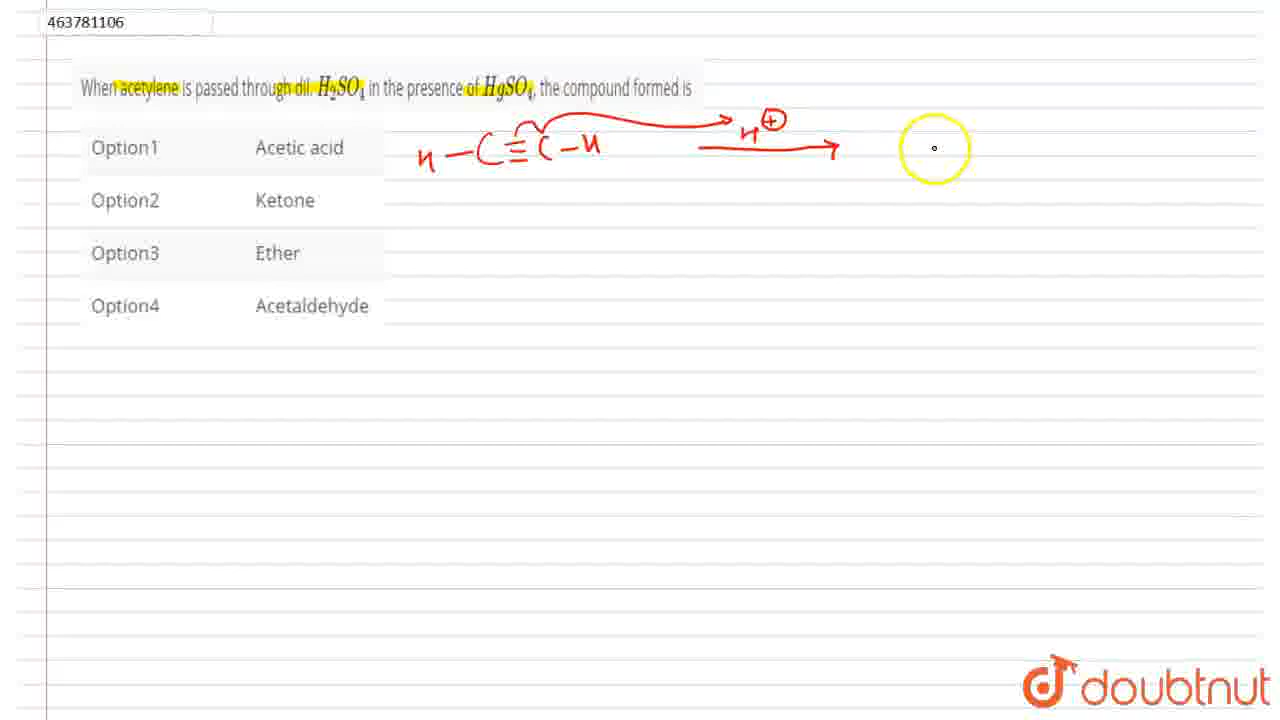 463781106
When acetylene is passed through dil. H₂SO₄ in the presence of HgSO₄, the compound formed is
H⊕
H–C≡C–H
Option1 Acetic acid
Option2 Ketone
Option3 Ether
Option4 Acetaldehyde
doubtnut